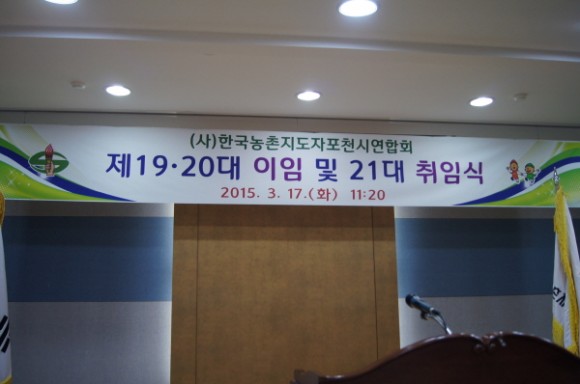 (사)한국농촌지도자포천시연합회
제19·20대 이임 및 21대 취임식
2015. 3. 17.(화) 11:20